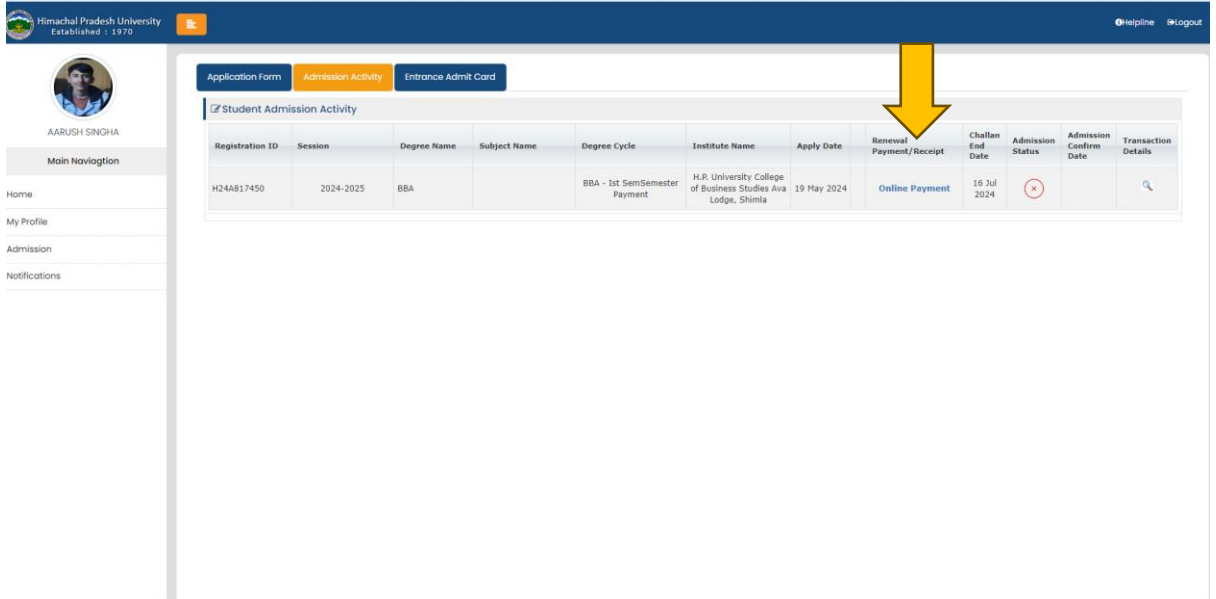 Himachal Pradesh University
Established : 1970
Helpline Logout
AARUSH SINGHA
Main Naviagtion
Home
My Profile
Admission
Notifications
Application Form Admission Activity Entrance Admit Card
Student Admission Activity
Registration ID Session Degree Name Subject Name Degree Cycle Institute Name Apply Date Renewal Payment/Receipt Challan End Date Admission Status Admission Confirm Date Transaction Details
H24A817450 2024-2025 BBA BBA - Ist SemSemester Payment H.P. University College of Business Studies Ava Lodge, Shimla 19 May 2024 Online Payment 16 Jul 2024